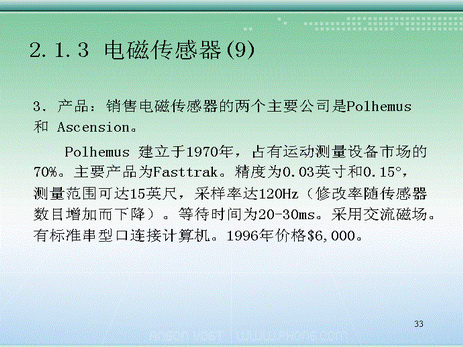 2.1.3 电磁传感器(9)
3. 产品：销售电磁传感器的两个主要公司是Polhemus
和 Ascension。
Polhemus 建立于1970年，占有运动测量设备市场的
70%。主要产品为Fasttrak。精度为0.03英寸和0.15°，
测量范围可达15英尺，采样率达120Hz（修改率随传感器
数目增加而下降）。等待时间为20-30ms。采用交流磁场。
有标准串型口连接计算机。1996年价格$6,000。
33